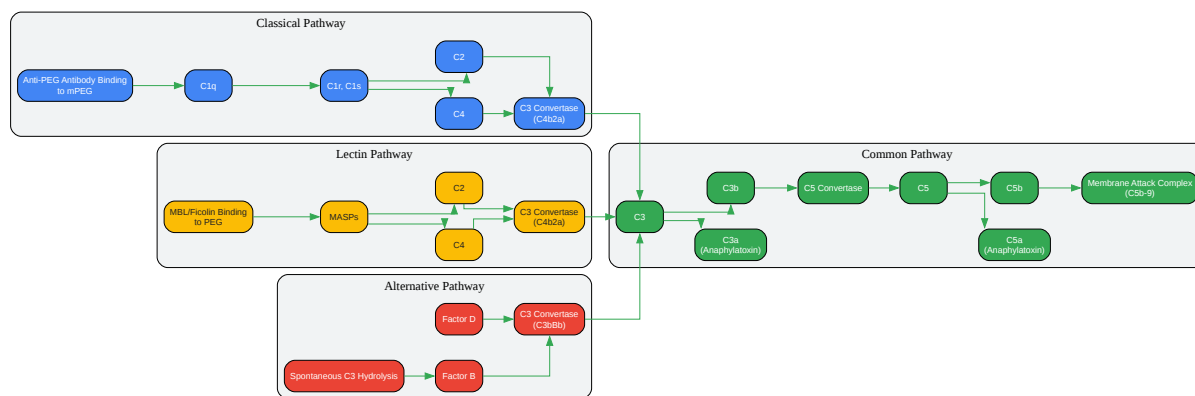 Classical Pathway
Anti-PEG Antibody Binding
to mPEG
C1q
C1r, C1s
C2
C4
C3 Convertase
(C4b2a)
Lectin Pathway
MBL/Ficolin Binding
to PEG
MASPs
C2
C4
C3 Convertase
(C4b2a)
Common Pathway
C3
C3b
C3a
(Anaphylatoxin)
C5 Convertase
C5
C5b
C5a
(Anaphylatoxin)
Membrane Attack Complex
(C5b-9)
Alternative Pathway
Factor D
C3 Convertase
(C3bBb)
Spontaneous C3 Hydrolysis
Factor B